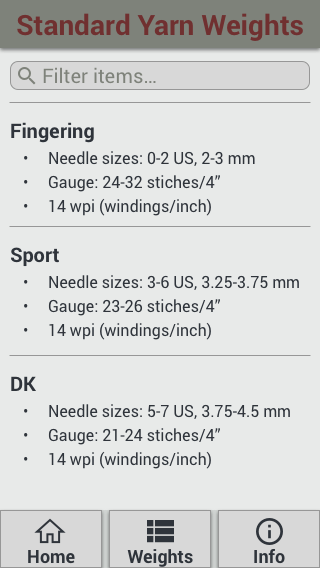 Standard Yarn Weights
Filter items...
Fingering
• Needle sizes: 0-2 US, 2-3 mm
• Gauge: 24-32 stiches/4”
• 14 wpi (windings/inch)
Sport
• Needle sizes: 3-6 US, 3.25-3.75 mm
• Gauge: 23-26 stiches/4”
• 14 wpi (windings/inch)
DK
• Needle sizes: 5-7 US, 3.75-4.5 mm
• Gauge: 21-24 stiches/4”
• 14 wpi (windings/inch)
Home Weights Info